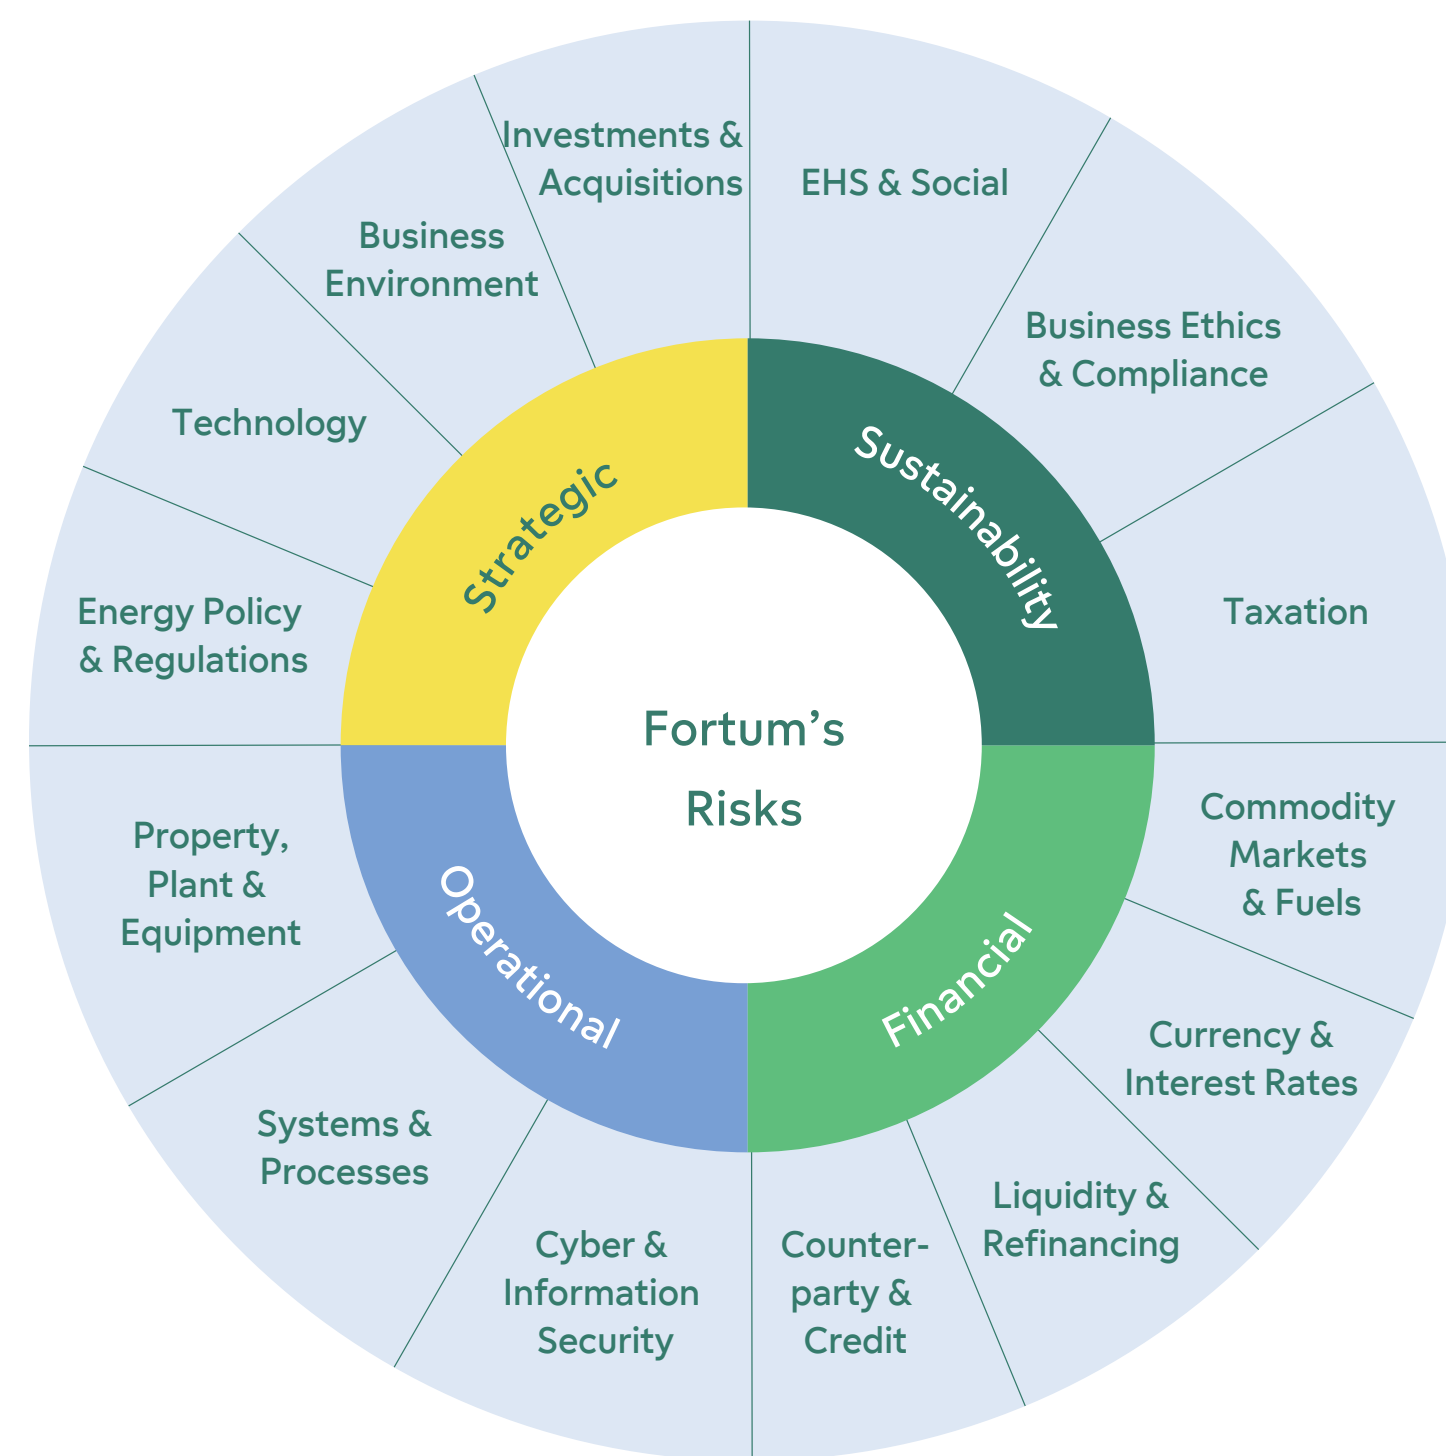 Fortum’s
Risks
Strategic
Sustainability
Financial
Operational
Investments &
Acquisitions
EHS & Social
Business Ethics
& Compliance
Taxation
Commodity
Markets
& Fuels
Currency &
Interest Rates
Liquidity &
Refinancing
Counter-
party &
Credit
Cyber &
Information
Security
Systems &
Processes
Property,
Plant &
Equipment
Energy Policy
& Regulations
Technology
Business
Environment